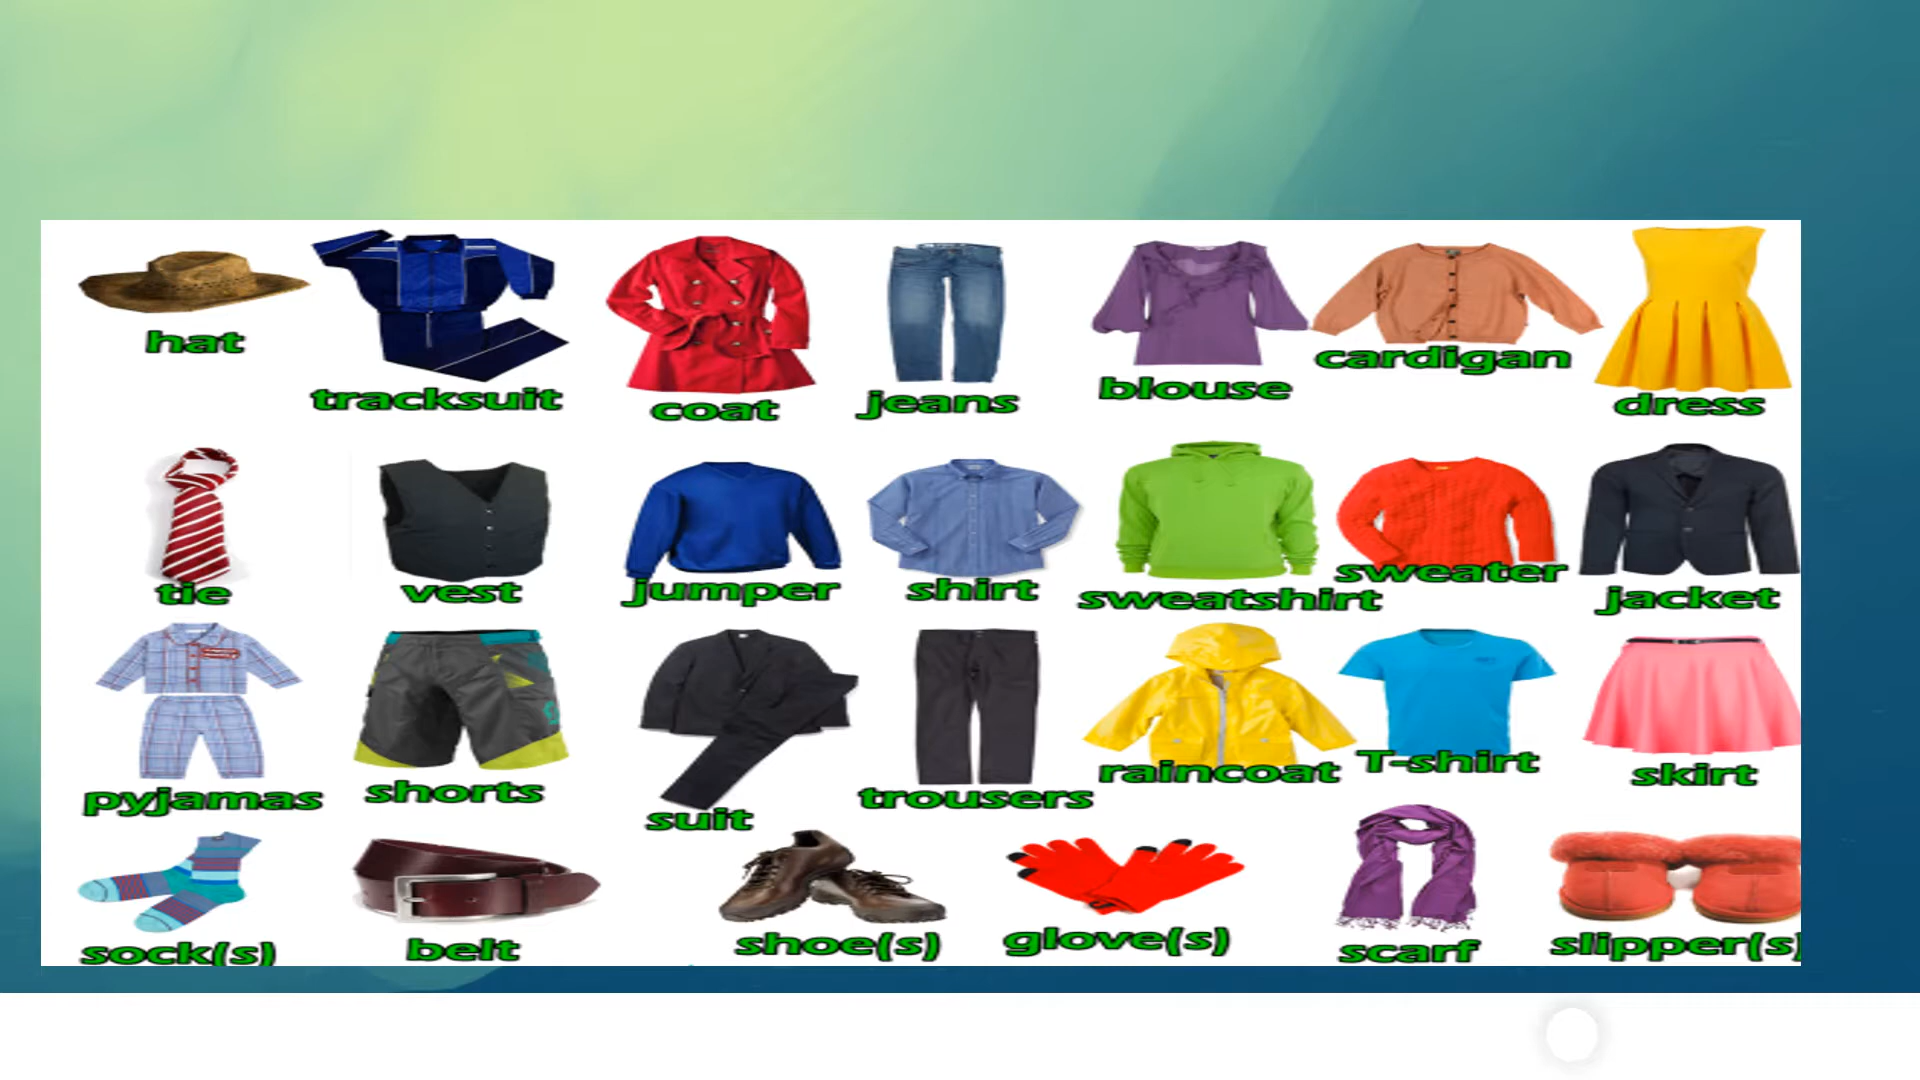 hat
tracksuit
coat
jeans
blouse
cardigan
dress
tie
vest
jumper
shirt
sweatshirt
sweater
jacket
pyjamas
shorts
suit
trousers
raincoat
T-shirt
skirt
sock(s)
belt
shoe(s)
glove(s)
scarf
slipper(s)